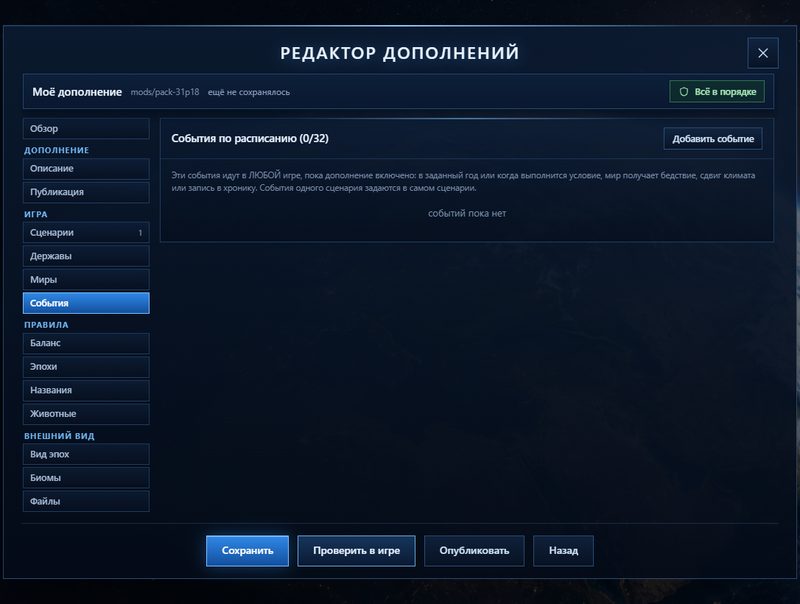 РЕДАКТОР ДОПОЛНЕНИЙ
Моё дополнение mods/pack-31p18 ещё не сохранялось
Всё в порядке
Обзор
ДОПОЛНЕНИЕ
Описание
Публикация
ИГРА
Сценарии 1
Державы
Миры
События
ПРАВИЛА
Баланс
Эпохи
Названия
Животные
ВНЕШНИЙ ВИД
Вид эпох
Биомы
Файлы
События по расписанию (0/32)
Добавить событие
Эти события идут в ЛЮБОЙ игре, пока дополнение включено: в заданный год или когда выполнится условие, мир получает бедствие, сдвиг климата
или запись в хронику. События одного сценария задаются в самом сценарии.
событий пока нет
Сохранить
Проверить в игре
Опубликовать
Назад